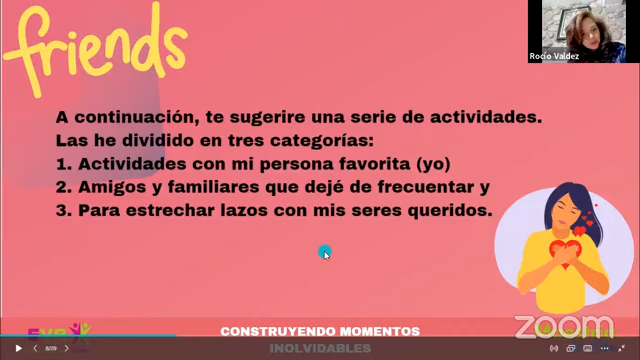 friends
Rocío Valdez
A continuación, te sugerire una serie de actividades.
Las he dividido en tres categorías:
1. Actividades con mi persona favorita (yo)
2. Amigos y familiares que dejé de frecuentar y
3. Para estrechar lazos con mis seres queridos.
CONSTRUYENDO MOMENTOS
INOLVIDABLES
zoom
8/29